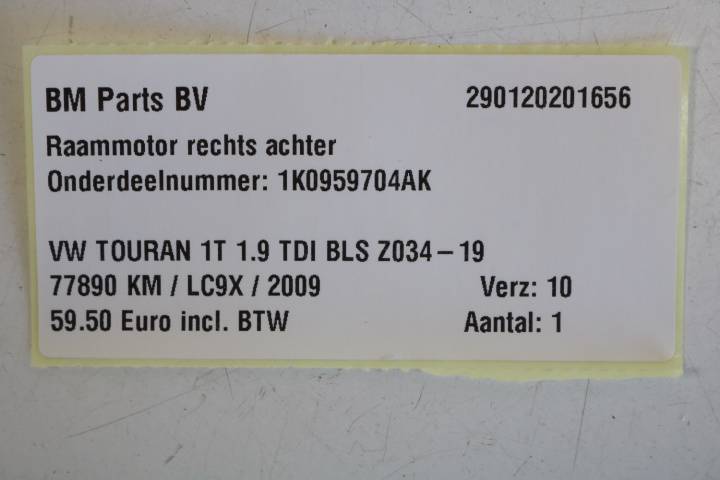 BM Parts BV 290120201656
Raammotor rechts achter
Onderdeelnummer: 1K0959704AK
VW TOURAN 1T 1.9 TDI BLS Z034-19
77890 KM / LC9X / 2009 Verz: 10
59.50 Euro incl. BTW Aantal: 1